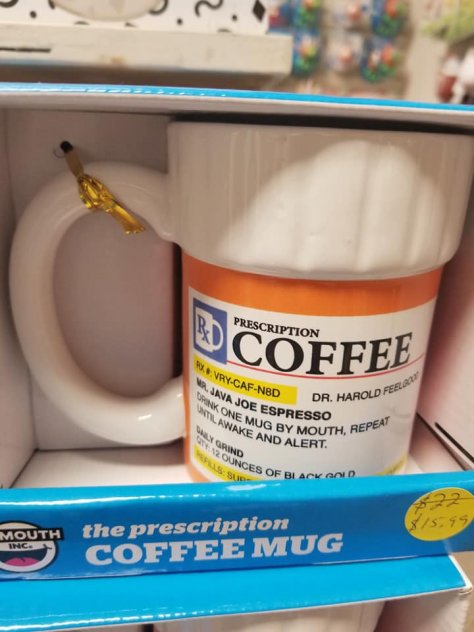 PRESCRIPTION
COFFEE
RX #: VRY-CAF-N8D
DR. HAROLD FEELGOOD
MR. JAVA JOE ESPRESSO
DRINK ONE MUG BY MOUTH, REPEAT
UNTIL AWAKE AND ALERT.
DAILY GRIND
QTY: 12 OUNCES OF BLACK GOLD
REFILLS:
MOUTH
INC.
the prescription
COFFEE MUG
$22
$15.99